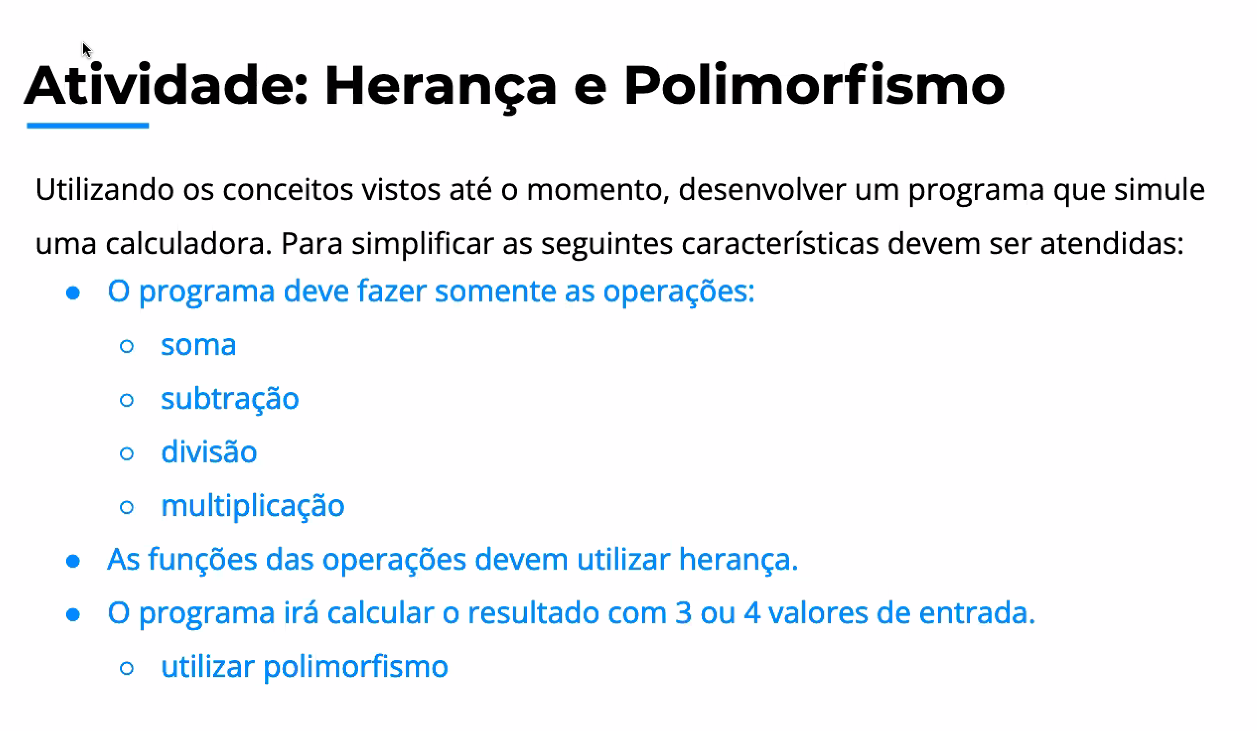 Atividade: Herança e Polimorfismo
Utilizando os conceitos vistos até o momento, desenvolver um programa que simule
uma calculadora. Para simplificar as seguintes características devem ser atendidas:
● O programa deve fazer somente as operações:
○ soma
○ subtração
○ divisão
○ multiplicação
● As funções das operações devem utilizar herança.
● O programa irá calcular o resultado com 3 ou 4 valores de entrada.
○ utilizar polimorfismo